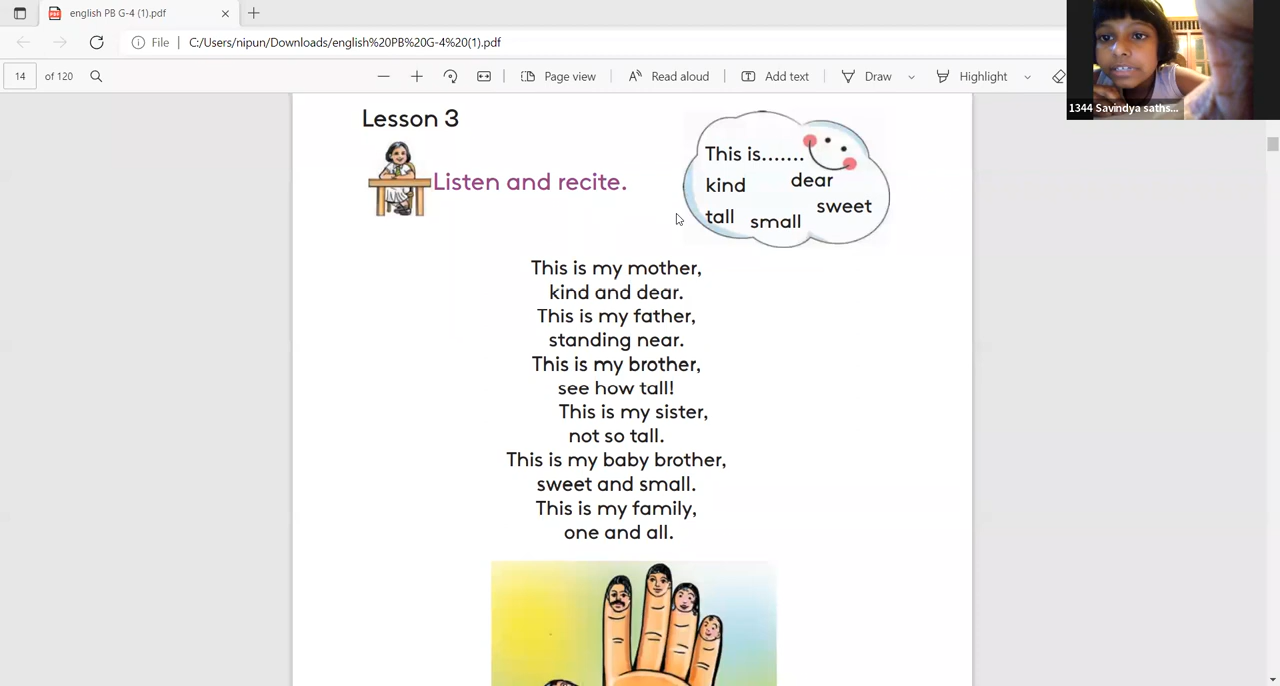 english PB G-4 (1).pdf
File
C:/Users/nipun/Downloads/english%20PB%20G-4%20(1).pdf
14 of 120
Page view
Read aloud
Add text
Draw
Highlight
1344 Savindya saths...
Lesson 3
Listen and recite.
This is.......
kind dear
tall small sweet
This is my mother,
kind and dear.
This is my father,
standing near.
This is my brother,
see how tall!
This is my sister,
not so tall.
This is my baby brother,
sweet and small.
This is my family,
one and all.